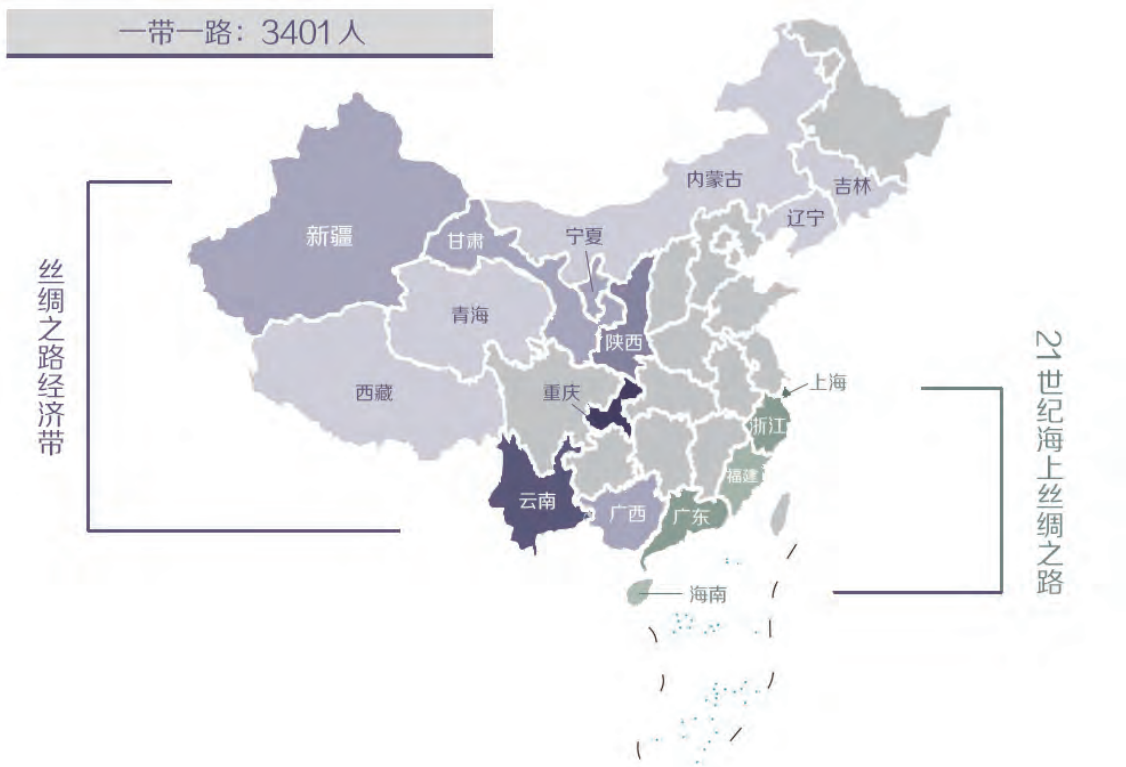 一带一路：3401人
内蒙古
吉林
辽宁
新疆
甘肃
宁夏
青海
陕西
西藏
重庆
上海
浙江
福建
云南
广西
广东
海南
丝绸之路经济带
21世纪海上丝绸之路